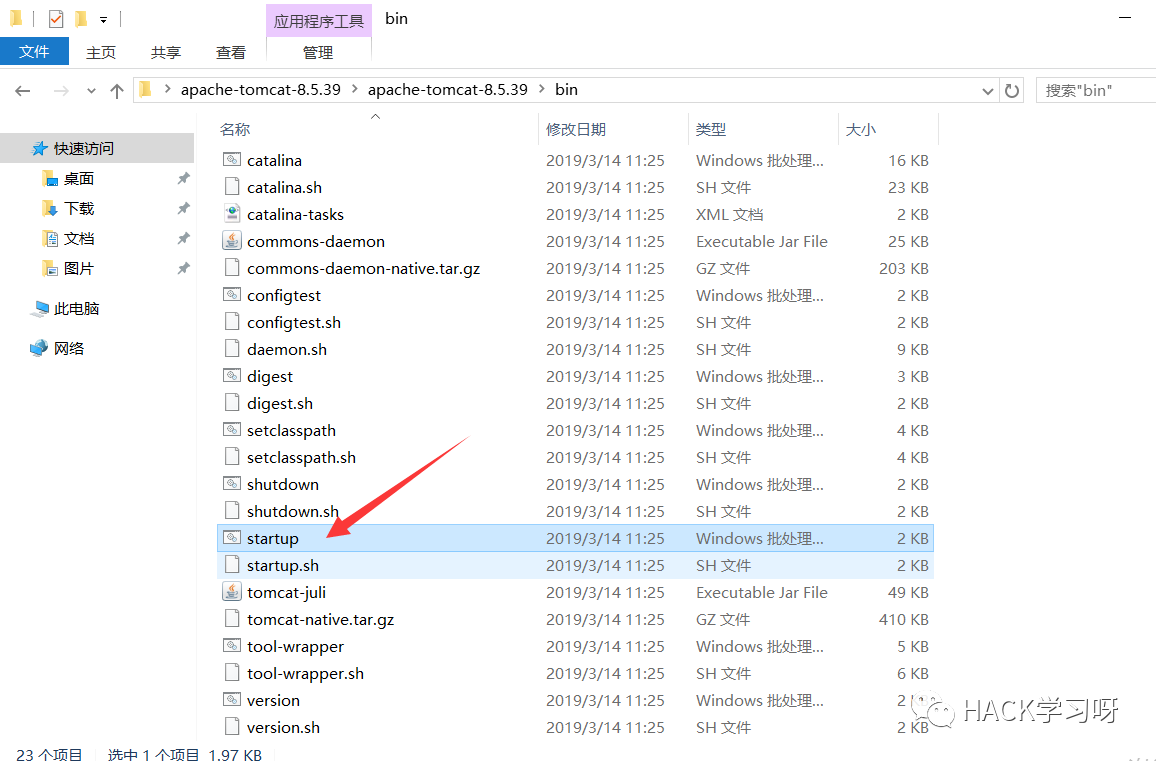 应用程序工具 bin
文件 主页 共享 查看 管理
apache-tomcat-8.5.39 apache-tomcat-8.5.39 bin 搜索"bin"
名称 修改日期 类型 大小
快速访问
桌面
下载
文档
图片
此电脑
网络
catalina 2019/3/14 11:25 Windows 批处理... 16 KB
catalina.sh 2019/3/14 11:25 SH 文件 23 KB
catalina-tasks 2019/3/14 11:25 XML 文档 2 KB
commons-daemon 2019/3/14 11:25 Executable Jar File 25 KB
commons-daemon-native.tar.gz 2019/3/14 11:25 GZ 文件 203 KB
configtest 2019/3/14 11:25 Windows 批处理... 2 KB
configtest.sh 2019/3/14 11:25 SH 文件 2 KB
daemon.sh 2019/3/14 11:25 SH 文件 9 KB
digest 2019/3/14 11:25 Windows 批处理... 3 KB
digest.sh 2019/3/14 11:25 SH 文件 2 KB
setclasspath 2019/3/14 11:25 Windows 批处理... 4 KB
setclasspath.sh 2019/3/14 11:25 SH 文件 4 KB
shutdown 2019/3/14 11:25 Windows 批处理... 2 KB
shutdown.sh 2019/3/14 11:25 SH 文件 2 KB
startup 2019/3/14 11:25 Windows 批处理... 2 KB
startup.sh 2019/3/14 11:25 SH 文件 2 KB
tomcat-juli 2019/3/14 11:25 Executable Jar File 49 KB
tomcat-native.tar.gz 2019/3/14 11:25 GZ 文件 410 KB
tool-wrapper 2019/3/14 11:25 Windows 批处理... 5 KB
tool-wrapper.sh 2019/3/14 11:25 SH 文件 6 KB
version 2019/3/14 11:25 Windows 批处理... 2 KB
version.sh 2019/3/14 11:25 SH 文件 2 KB
HACK学习呀
23 个项目 选中 1 个项目 1.97 KB